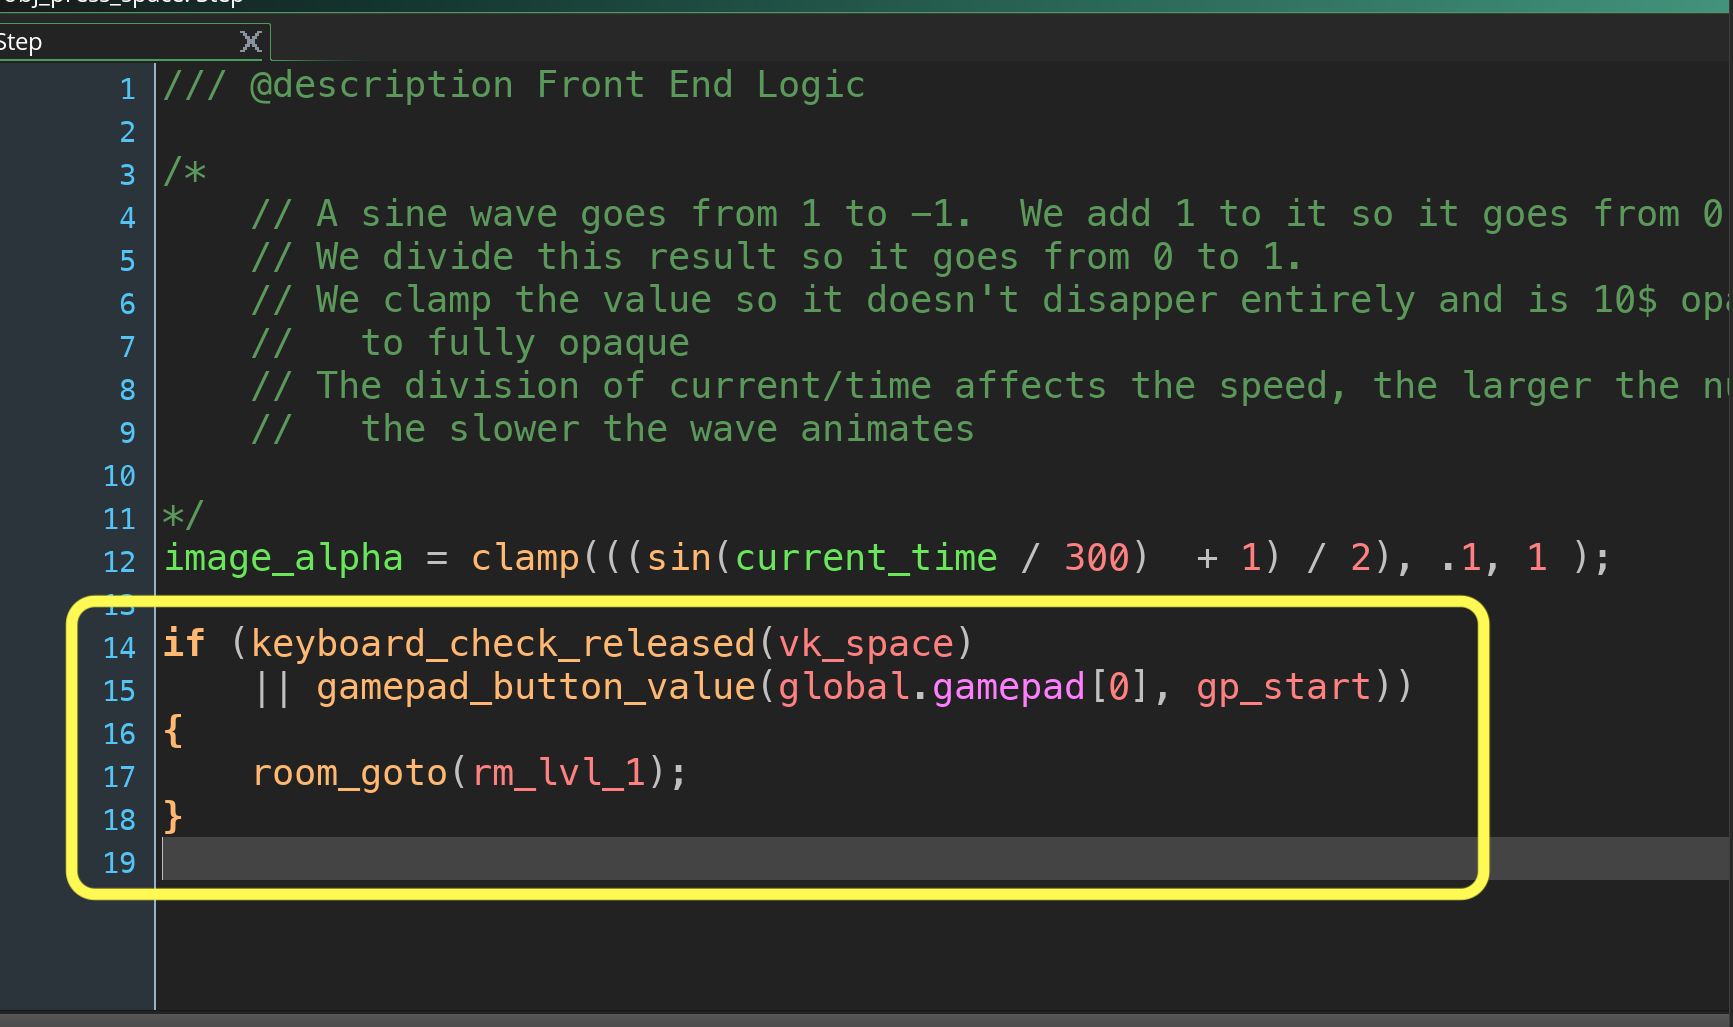 obj_press_space: Step
Step
1 /// @description Front End Logic
2
3 /*
4     // A sine wave goes from 1 to −1.  We add 1 to it so it goes from 0
5     // We divide this result so it goes from 0 to 1.
6     // We clamp the value so it doesn't disapper entirely and is 10$
7     //   to fully opaque
8     // The division of current/time affects the speed, the larger the
9     //   the slower the wave animates
10
11 */
12 image_alpha = clamp(((sin(current_time / 300)  + 1) / 2), .1, 1 );
13
14 if (keyboard_check_released(vk_space)
15     || gamepad_button_value(global.gamepad[0], gp_start))
16 {
17     room_goto(rm_lvl_1);
18 }
19